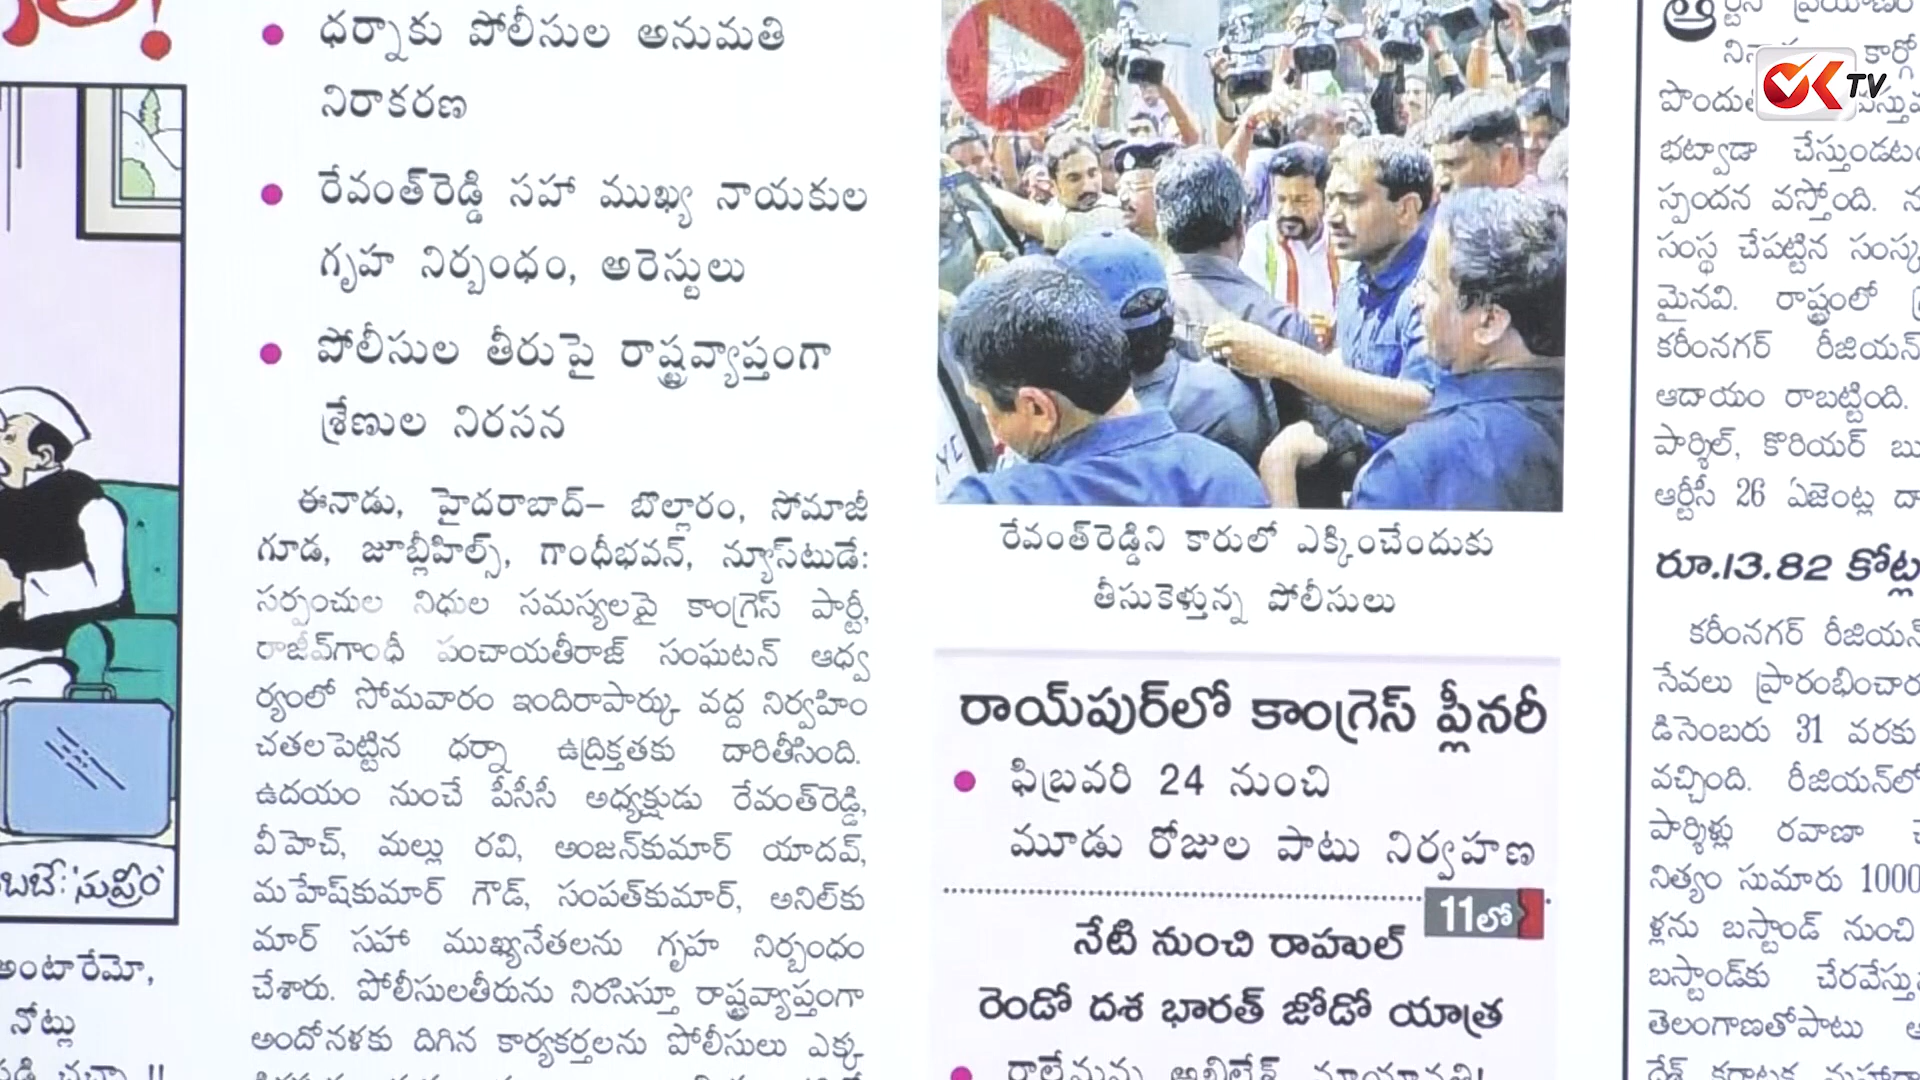 ధర్నాకు పోలీసుల అనుమతి
నిరాకరణ
రేవంత్‌రెడ్డి సహా ముఖ్య నాయకుల
గృహ నిర్బంధం, అరెస్టులు
పోలీసుల తీరుపై రాష్ట్రవ్యాప్తంగా
శ్రేణుల నిరసన
ఈనాడు, హైదరాబాద్– బొల్లారం, సోమాజీ
గూడ, జూబ్లీహిల్స్, గాంధీభవన్, న్యూస్‌టుడే:
సర్పంచుల నిధుల సమస్యలపై కాంగ్రెస్ పార్టీ,
రాజీవ్‌గాంధీ పంచాయతీరాజ్ సంఘటన్ ఆధ్వ
ర్యంలో సోమవారం ఇందిరాపార్కు వద్ద నిర్వహిం
చతలపెట్టిన ధర్నా ఉద్రిక్తతకు దారితీసింది.
ఉదయం నుంచే పీసీసీ అధ్యక్షుడు రేవంత్‌రెడ్డి,
వీహెచ్, మల్లు రవి, అంజన్‌కుమార్ యాదవ్,
మహేష్‌కుమార్ గౌడ్, సంపత్‌కుమార్, అనిల్‌కు
మార్ సహా ముఖ్యనేతలను గృహ నిర్బంధం
చేశారు. పోలీసులతీరును నిరసిస్తూ రాష్ట్రవ్యాప్తంగా
అందోనళకు దిగిన కార్యకర్తలను పోలీసులు ఎక్క
రేవంత్‌రెడ్డిని కారులో ఎక్కించేందుకు
తీసుకెళ్తున్న పోలీసులు
రాయ్‌పుర్‌లో కాంగ్రెస్ ప్లీనరీ
ఫిబ్రవరి 24 నుంచి
మూడు రోజుల పాటు నిర్వహణ
11లో
నేటి నుంచి రాహుల్
రెండో దశ భారత్ జోడో యాత్ర
OK TV
కార్గో
భట్వాడా చేస్తుండటం
స్పందన వస్తోంది.
సంస్థ చేపట్టిన
మైనవి. రాష్ట్రంలో
కరీంనగర్ రీజియన్
ఆదాయం రాబట్టింది.
పార్శిల్, కొరియర్
ఆర్టీసీ 26 ఏజెంట్ల
రూ.13.82 కోట్ల
కరీంనగర్ రీజియన్
సేవలు
డిసెంబరు 31 వరకు
వచ్చింది. రీజియన్‌లో
పార్శిళ్లు రవాణా
నిత్యం సుమారు 1000
ళ్లను బస్టాండ్ నుంచి
బస్టాండ్‌కు
తెలంగాణతోపాటు
'సుప్రీం'
అంటారేమో,
నోట్లు